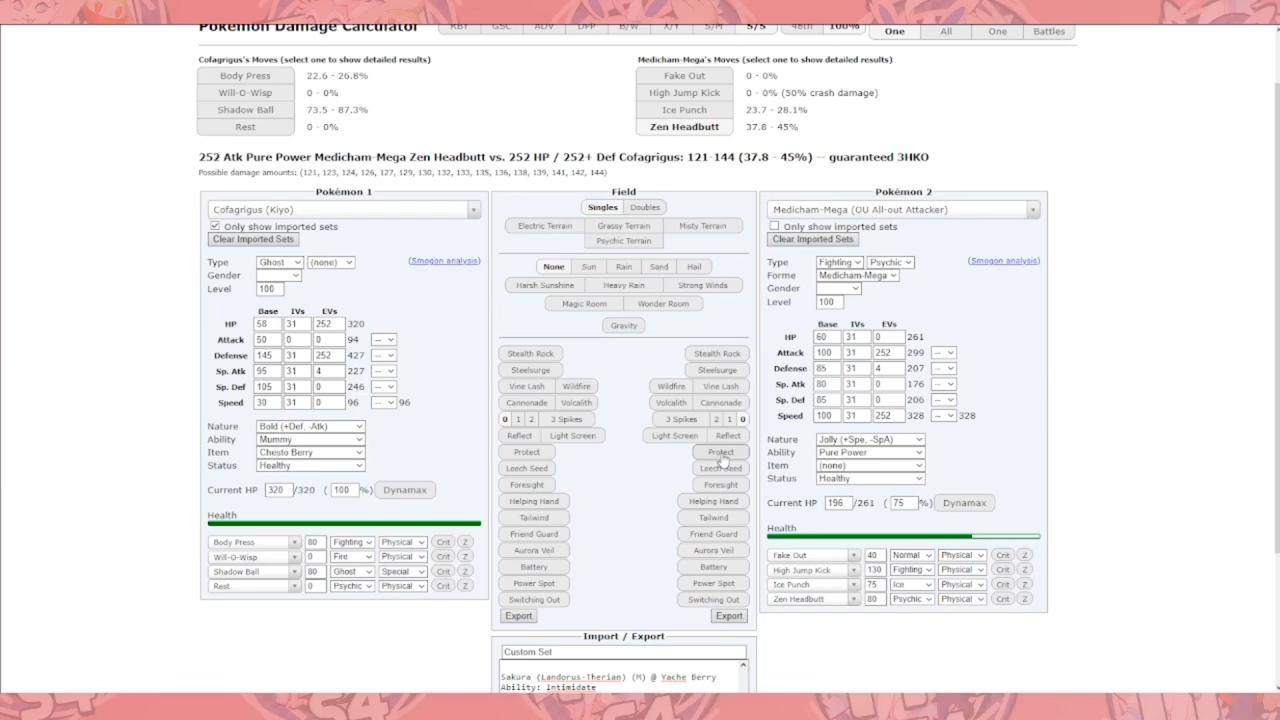 Pokémon Damage Calculator RBY GSC ADV DPP B/W X/Y S/M S/S 48th 100% One All One Battles
Cofagrigus's Moves (select one to show detailed results) Medicham-Mega's Moves (select one to show detailed results)
Body Press 22.6 - 26.8% Fake Out 0 - 0%
Will-O-Wisp 0 - 0% High Jump Kick 0 - 0% (50% crash damage)
Shadow Ball 73.5 - 87.3% Ice Punch 23.7 - 28.1%
Rest 0 - 0% Zen Headbutt 37.8 - 45%
252 Atk Pure Power Medicham-Mega Zen Headbutt vs. 252 HP / 252+ Def Cofagrigus: 121-144 (37.8 - 45%) -- guaranteed 3HKO
Possible damage amounts: (121, 123, 124, 126, 127, 129, 130, 132, 133, 135, 136, 138, 139, 141, 142, 144)
Pokémon 1
Cofagrigus (Kiyo)
Only show imported sets
Clear Imported Sets
Type Ghost (none) (Smogon analysis)
Gender
Level 100
Base IVs EVs
HP 58 31 252 320
Attack 50 0 0 94 --
Defense 145 31 252 427 --
Sp. Atk 95 31 4 227 --
Sp. Def 105 31 0 246 --
Speed 30 31 0 96 -- 96
Nature Bold (+Def, -Atk)
Ability Mummy
Item Chesto Berry
Status Healthy
Current HP 320 /320 ( 100 %) Dynamax
Health
Body Press 80 Fighting Physical Crit Z
Will-O-Wisp 0 Fire Physical Crit Z
Shadow Ball 80 Ghost Special Crit Z
Rest 0 Psychic Physical Crit Z
Field
Singles Doubles
Electric Terrain Grassy Terrain Misty Terrain
Psychic Terrain
None Sun Rain Sand Hail
Harsh Sunshine Heavy Rain Strong Winds
Magic Room Wonder Room
Gravity
Stealth Rock Stealth Rock
Steelsurge Steelsurge
Vine Lash Wildfire Wildfire Vine Lash
Cannonade Volcalith Volcalith Cannonade
0 1 2 3 Spikes 3 Spikes 2 1 0
Reflect Light Screen Light Screen Reflect
Protect Protect
Leech Seed Leech Seed
Foresight Foresight
Helping Hand Helping Hand
Tailwind Tailwind
Friend Guard Friend Guard
Aurora Veil Aurora Veil
Battery Battery
Power Spot Power Spot
Switching Out Switching Out
Export Export
Import / Export
Custom Set
Sakura (Landorus-Therian) (M) @ Yache Berry
Ability: Intimidate
Pokémon 2
Medicham-Mega (OU All-out Attacker)
Only show imported sets
Clear Imported Sets
Type Fighting Psychic (Smogon analysis)
Forme Medicham-Mega
Gender
Level 100
Base IVs EVs
HP 60 31 0 261
Attack 100 31 252 299 --
Defense 85 31 4 207 --
Sp. Atk 80 31 0 176 --
Sp. Def 85 31 0 206 --
Speed 100 31 252 328 -- 328
Nature Jolly (+Spe, -SpA)
Ability Pure Power
Item (none)
Status Healthy
Current HP 196 /261 ( 75 %) Dynamax
Health
Fake Out 40 Normal Physical Crit Z
High Jump Kick 130 Fighting Physical Crit Z
Ice Punch 75 Ice Physical Crit Z
Zen Headbutt 80 Psychic Physical Crit Z